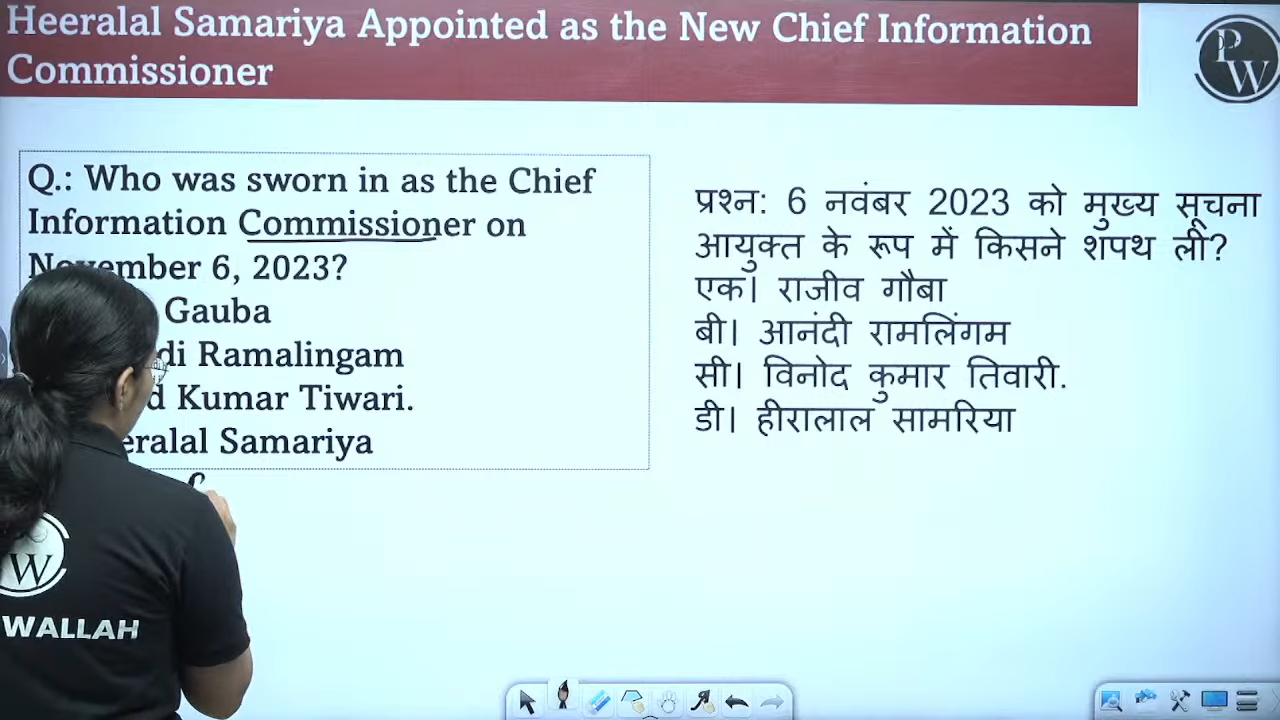 Heeralal Samariya Appointed as the New Chief Information
Commissioner
PW
Q.: Who was sworn in as the Chief
Information Commissioner on
November 6, 2023?
Gauba
di Ramalingam
d Kumar Tiwari.
eralal Samariya
प्रश्न: 6 नवंबर 2023 को मुख्य सूचना
आयुक्त के रूप में किसने शपथ ली?
एक। राजीव गौबा
बी। आनंदी रामलिंगम
सी। विनोद कुमार तिवारी.
डी। हीरालाल सामरिया
W
WALLAH